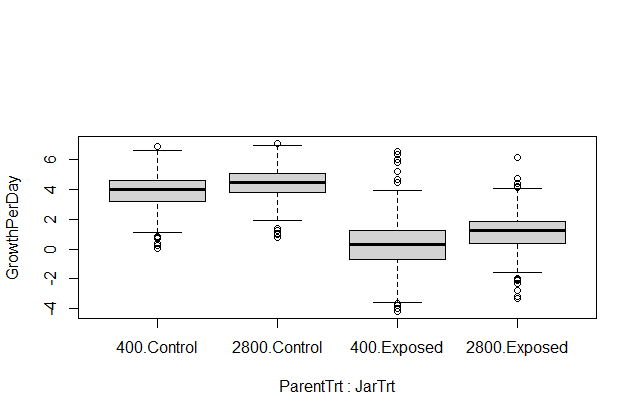 GrowthPerDay
6
4
2
0
-2
-4
400.Control 2800.Control 400.Exposed 2800.Exposed
ParentTrt : JarTrt